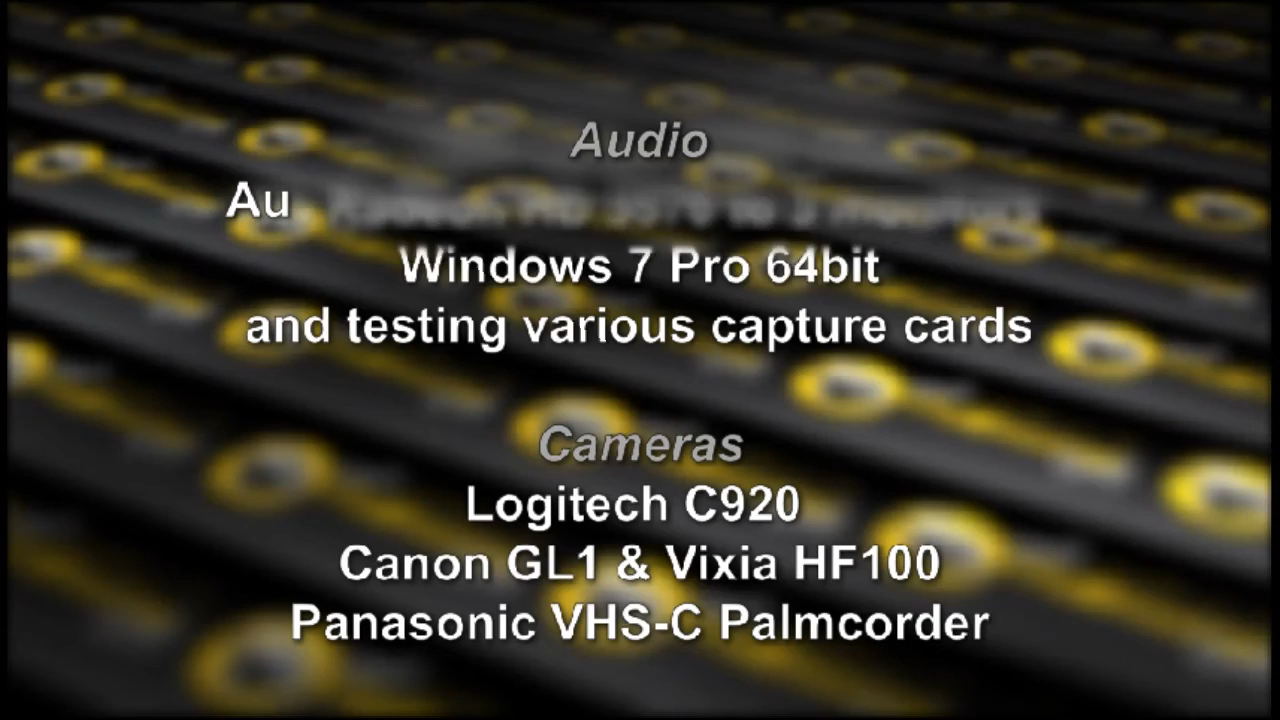 Audio
Au
Windows 7 Pro 64bit
and testing various capture cards
Cameras
Logitech C920
Canon GL1 & Vixia HF100
Panasonic VHS-C Palmcorder